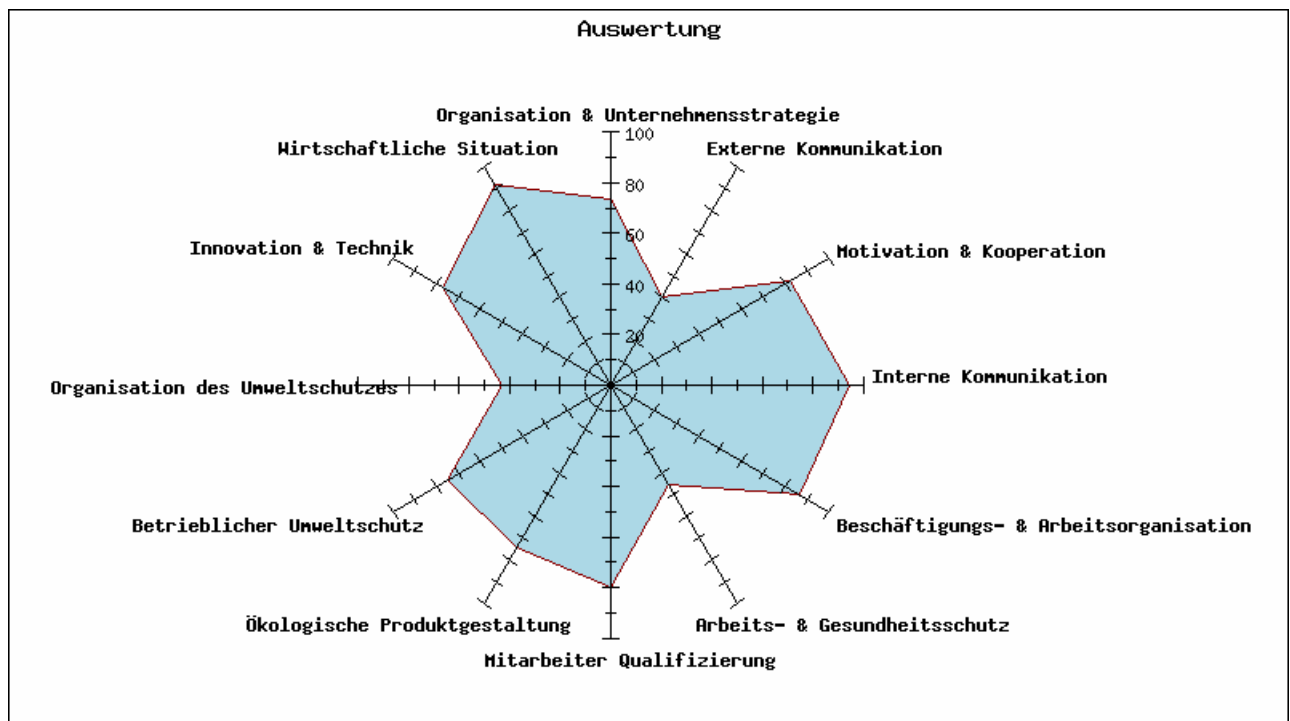 Auswertung
Organisation & Unternehmensstrategie
100
Wirtschaftliche Situation
Externe Kommunikation
80
60
Innovation & Technik
Motivation & Kooperation
40
20
Organisation des Umweltschutzes
Interne Kommunikation
Betrieblicher Umweltschutz
Beschäftigungs- & Arbeitsorganisation
Ökologische Produktgestaltung
Arbeits- & Gesundheitsschutz
Mitarbeiter Qualifizierung